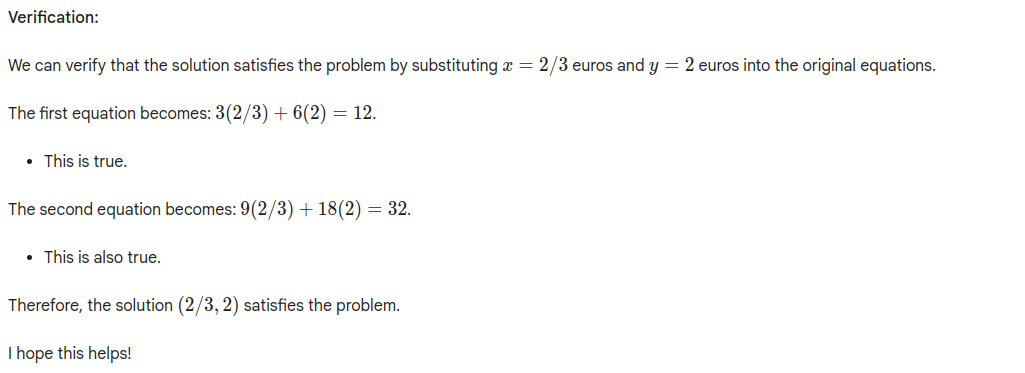 Verification:
We can verify that the solution satisfies the problem by substituting x = 2/3 euros and y = 2 euros into the original equations.
The first equation becomes: 3(2/3) + 6(2) = 12.
• This is true.
The second equation becomes: 9(2/3) + 18(2) = 32.
• This is also true.
Therefore, the solution (2/3, 2) satisfies the problem.
I hope this helps!